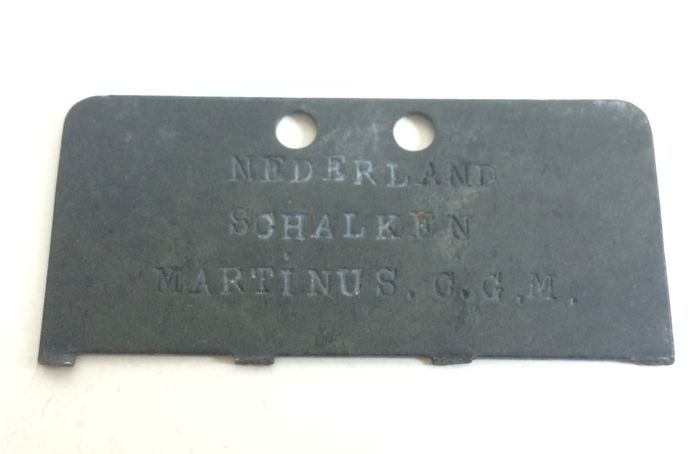 NEDERLAND
SCHALKEN
MARTiNUS. C. G. M.